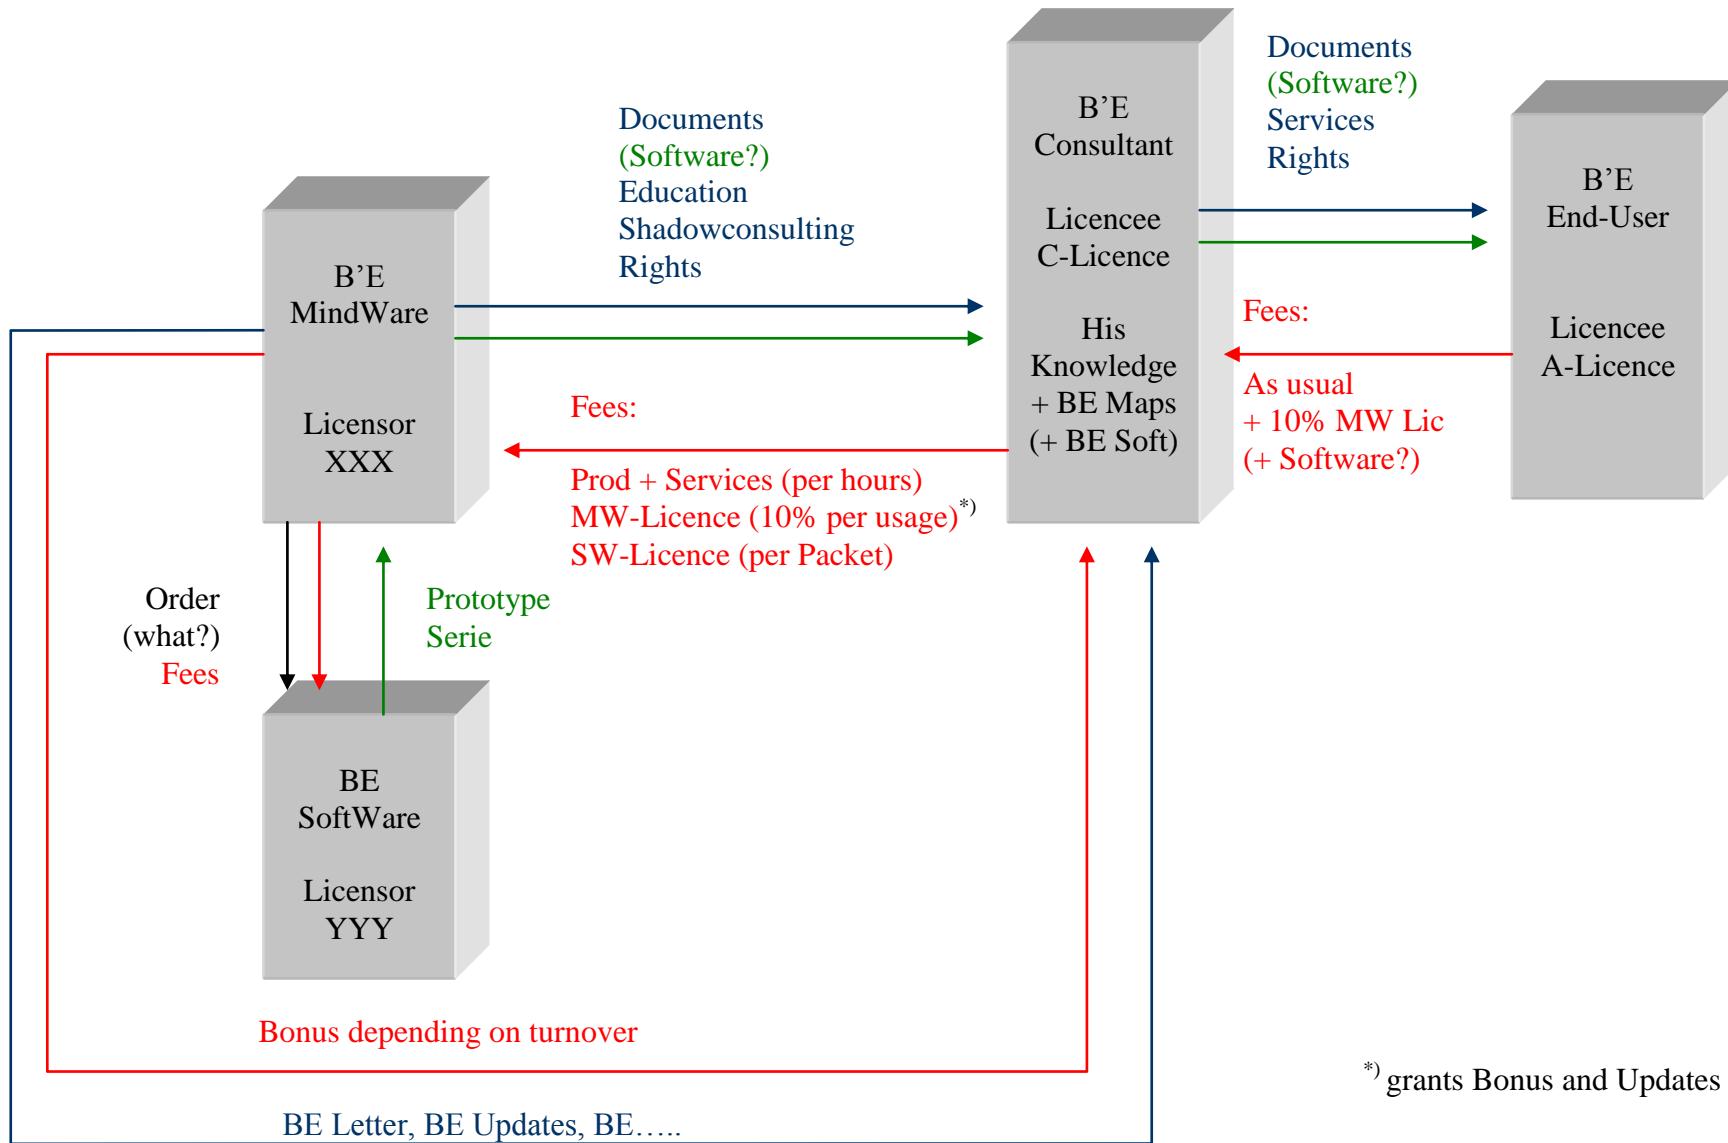 Documents
(Software?)
Education
Shadowconsulting
Rights
B’E
MindWare
Licensor
XXX
B’E
Consultant
Licencee
C-Licence
His
Knowledge
+ BE Maps
(+ BE Soft)
Documents
(Software?)
Services
Rights
B’E
End-User
Licencee
A-Licence
Fees:
As usual
+ 10% MW Lic
(+ Software?)
Fees:
Prod + Services (per hours)
MW-Licence (10% per usage)*)
SW-Licence (per Packet)
Order
(what?)
Fees
Prototype
Serie
BE
SoftWare
Licensor
YYY
Bonus depending on turnover
*) grants Bonus and Updates
BE Letter, BE Updates, BE…..